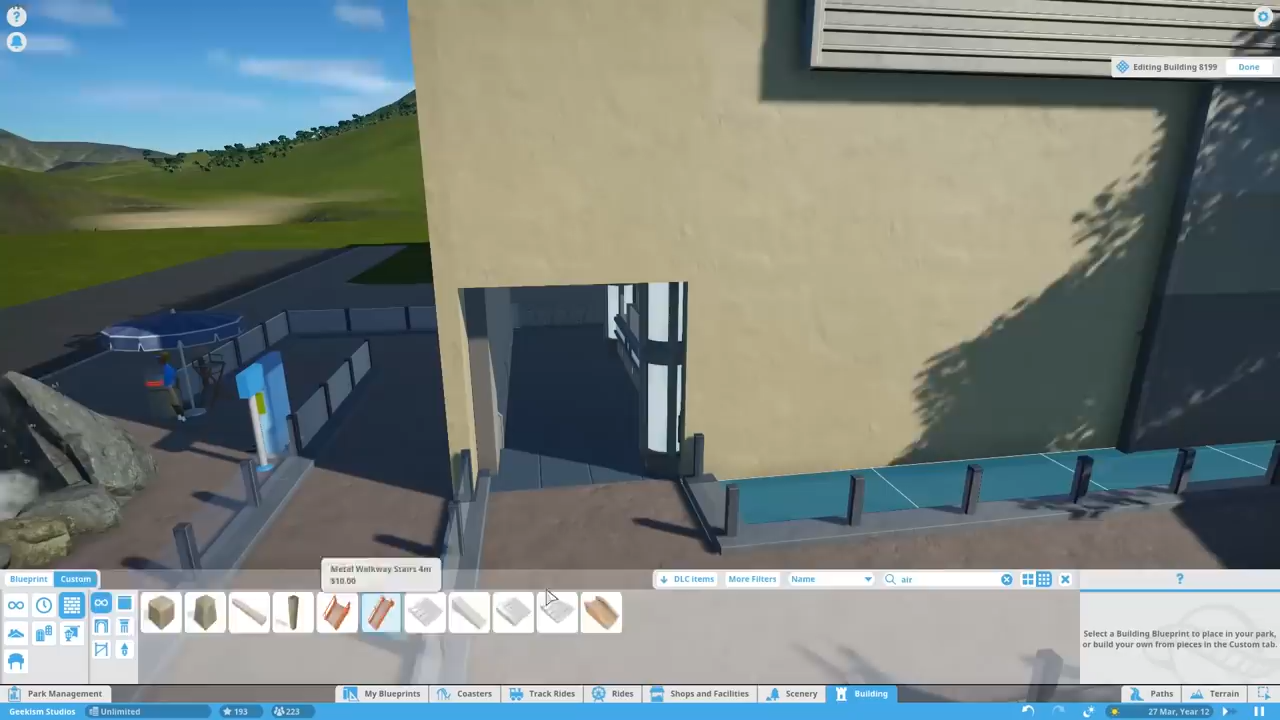 Editing Building 8199
Done
Metal Walkway Stairs 4m
$10.00
Blueprint
Custom
DLC items
More Filters
Name
air
?
Select a Building Blueprint to place in your park,
or build your own from pieces in the Custom tab.
Park Management
My Blueprints
Coasters
Track Rides
Rides
Shops and Facilities
Scenery
Building
Paths
Terrain
Geekism Studios
Unlimited
193
223
27 Mar, Year 12